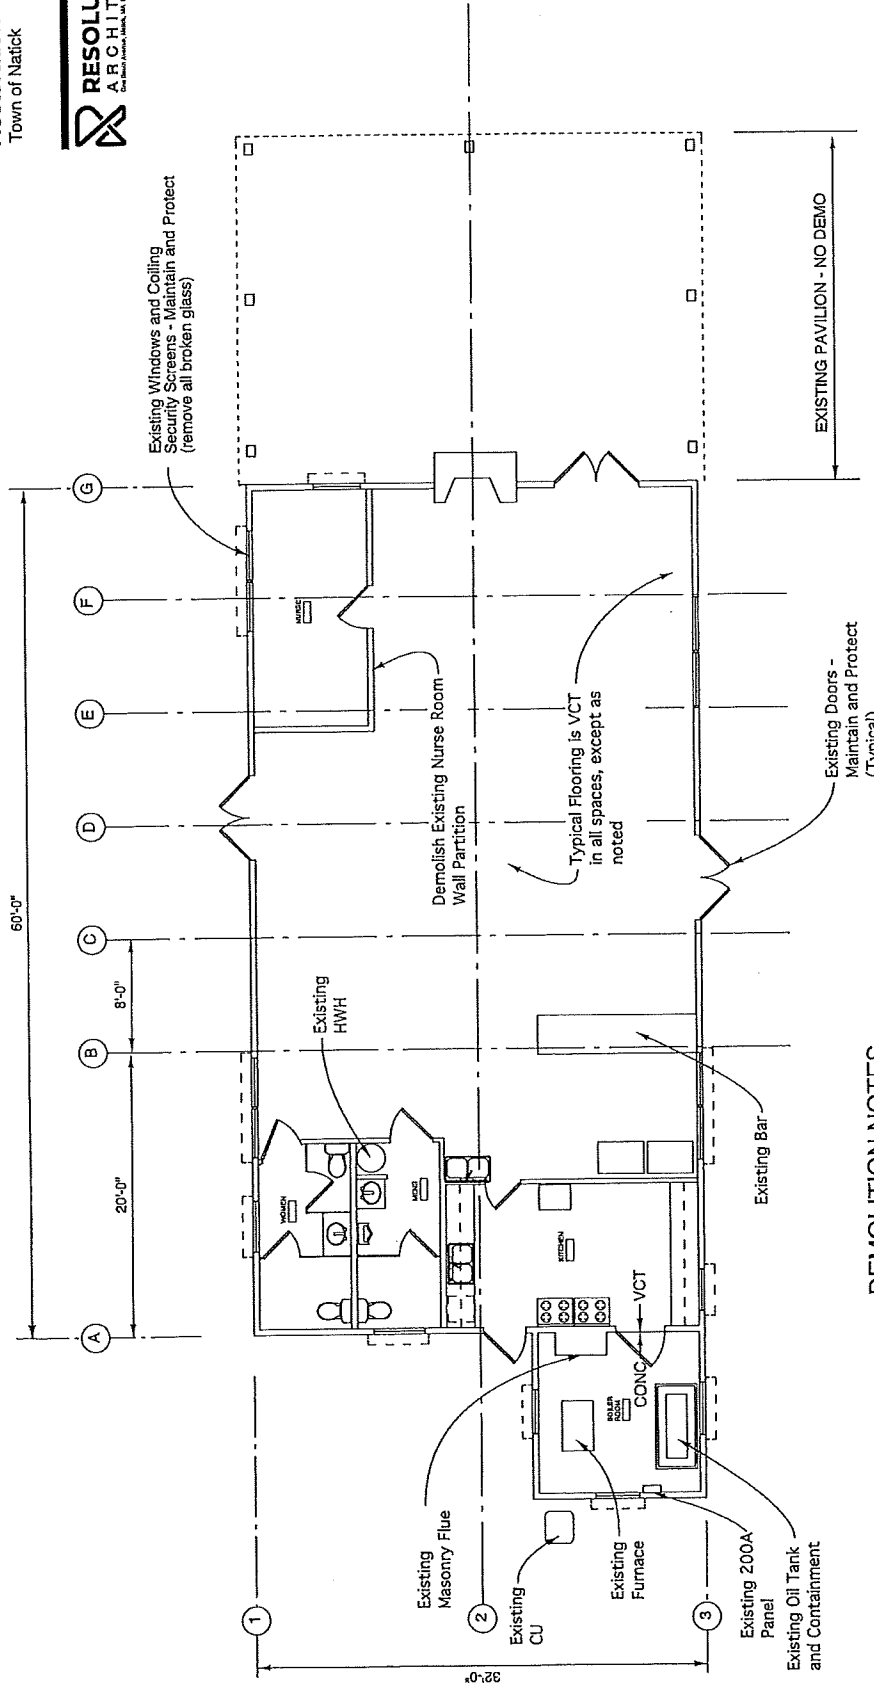 Town of Natick
RESOLU
ARCHIT
Existing Windows and Coiling
Security Screens - Maintain and Protect
(remove all broken glass)
60'-0"
20'-0"
8'-0"
A
B
C
D
E
F
G
1
2
3
32'-0"
WOMEN
MENS
NURSE
KITCHEN
BOILER
ROOM
Existing
HWH
Demolish Existing Nurse Room
Wall Partition
Typical Flooring is VCT
in all spaces, except as
noted
EXISTING PAVILION - NO DEMO
Existing
Masonry Flue
Existing
CU
Existing
Furnace
CONC
VCT
Existing 200A
Panel
Existing Oil Tank
and Containment
Existing Bar
Existing Doors -
Maintain and Protect
(Typical)
DEMOLITION NOTES